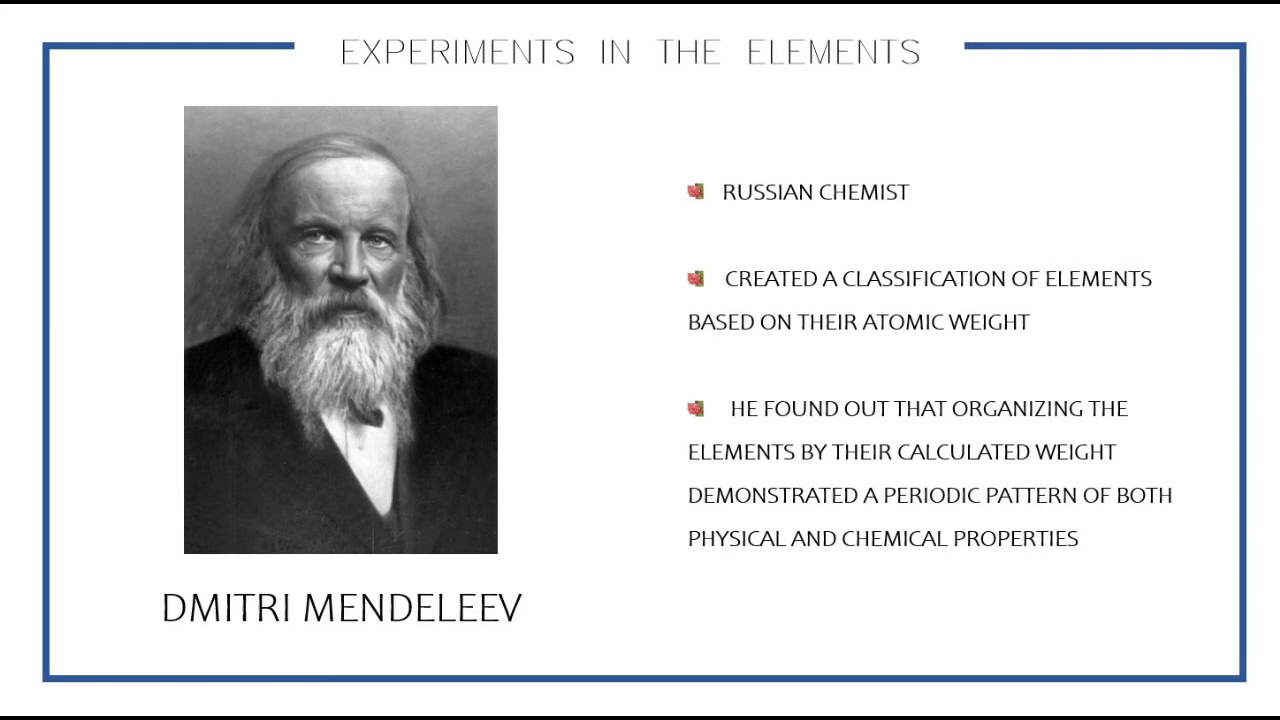 EXPERIMENTS IN THE ELEMENTS
RUSSIAN CHEMIST
CREATED A CLASSIFICATION OF ELEMENTS
BASED ON THEIR ATOMIC WEIGHT
HE FOUND OUT THAT ORGANIZING THE
ELEMENTS BY THEIR CALCULATED WEIGHT
DEMONSTRATED A PERIODIC PATTERN OF BOTH
PHYSICAL AND CHEMICAL PROPERTIES
DMITRI MENDELEEV